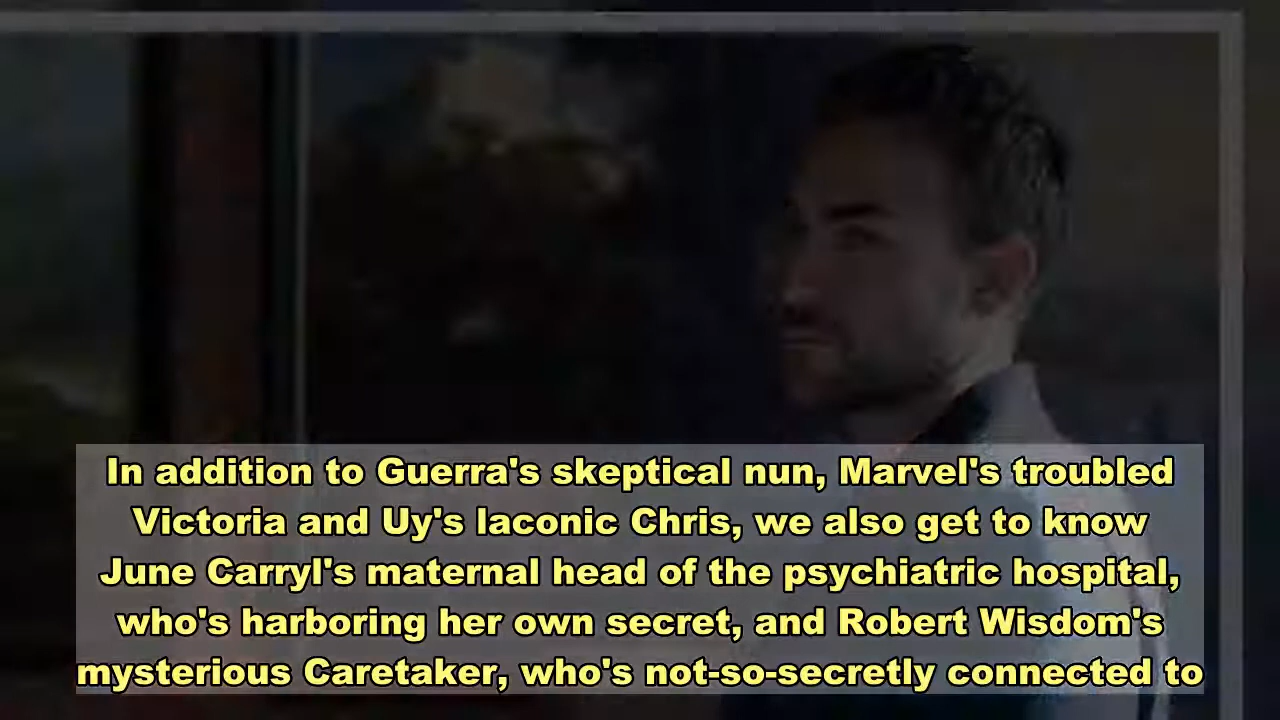 In addition to Guerra's skeptical nun, Marvel's troubled
Victoria and Uy's laconic Chris, we also get to know
June Carryl's maternal head of the psychiatric hospital,
who's harboring her own secret, and Robert Wisdom's
mysterious Caretaker, who's not-so-secretly connected to